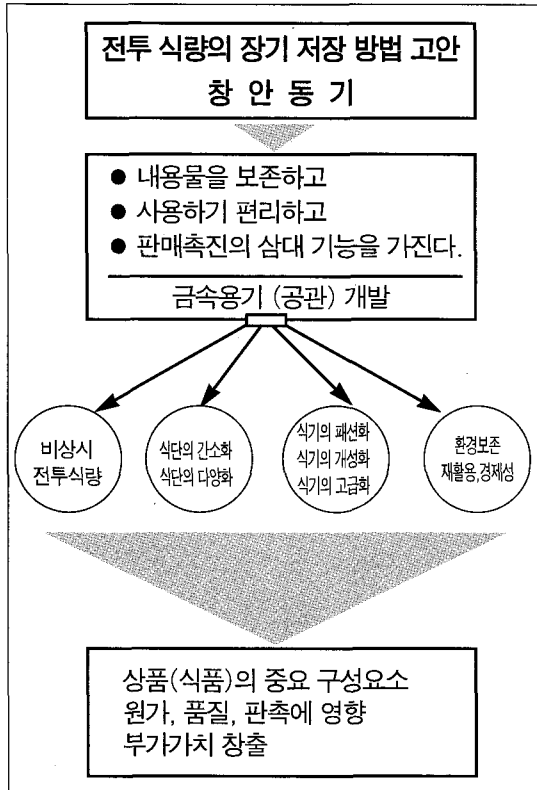 전투 식량의 장기 저장 방법 고안
창 안 동 기
● 내용물을 보존하고
● 사용하기 편리하고
● 판매촉진의 삼대 기능을 가진다.
금속용기 (공관) 개발
비상시
전투식량
식단의 간소화
식단의 다양화
식기의 패션화
식기의 개성화
식기의 고급화
환경보존
재활용,경제성
상품(식품)의 중요 구성요소
원가, 품질, 판촉에 영향
부가가치 창출